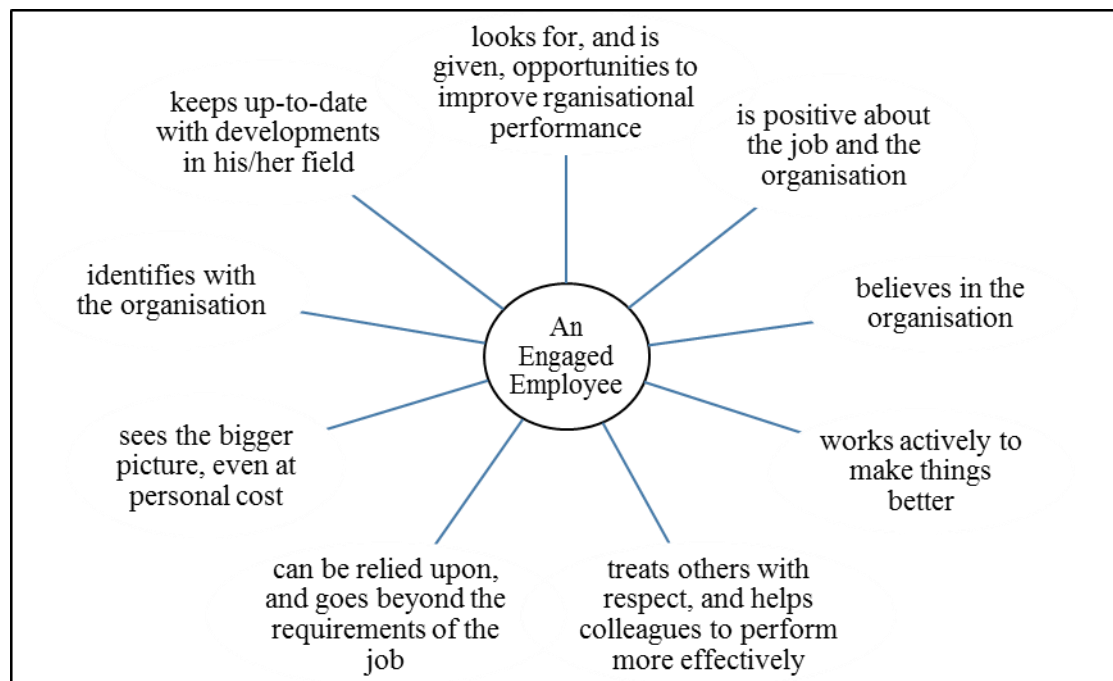 looks for, and is
given, opportunities to
improve rganisational
performance
is positive about
the job and the
organisation
believes in the
organisation
works actively to
make things
better
treats others with
respect, and helps
colleagues to perform
more effectively
can be relied upon,
and goes beyond the
requirements of the
job
sees the bigger
picture, even at
personal cost
identifies with
the organisation
keeps up-to-date
with developments
in his/her field
An
Engaged
Employee